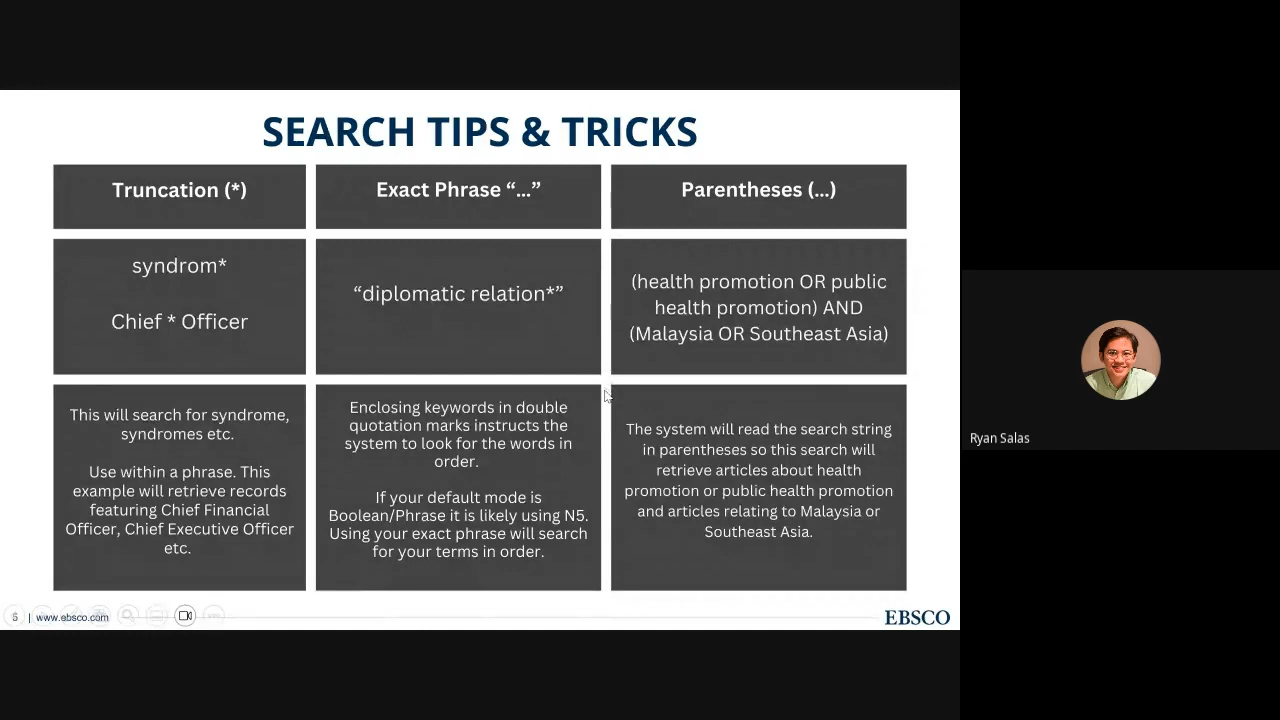 SEARCH TIPS & TRICKS
Truncation (*)
Exact Phrase “...”
Parentheses (...)
syndrom*
Chief * Officer
“diplomatic relation*”
(health promotion OR public
health promotion) AND
(Malaysia OR Southeast Asia)
This will search for syndrome,
syndromes etc.
Use within a phrase. This
example will retrieve records
featuring Chief Financial
Officer, Chief Executive Officer
etc.
Enclosing keywords in double
quotation marks instructs the
system to look for the words in
order.
If your default mode is
Boolean/Phrase it is likely using N5.
Using your exact phrase will search
for your terms in order.
The system will read the search string
in parentheses so this search will
retrieve articles about health
promotion or public health promotion
and articles relating to Malaysia or
Southeast Asia.
5 | www.ebsco.com
EBSCO
Ryan Salas